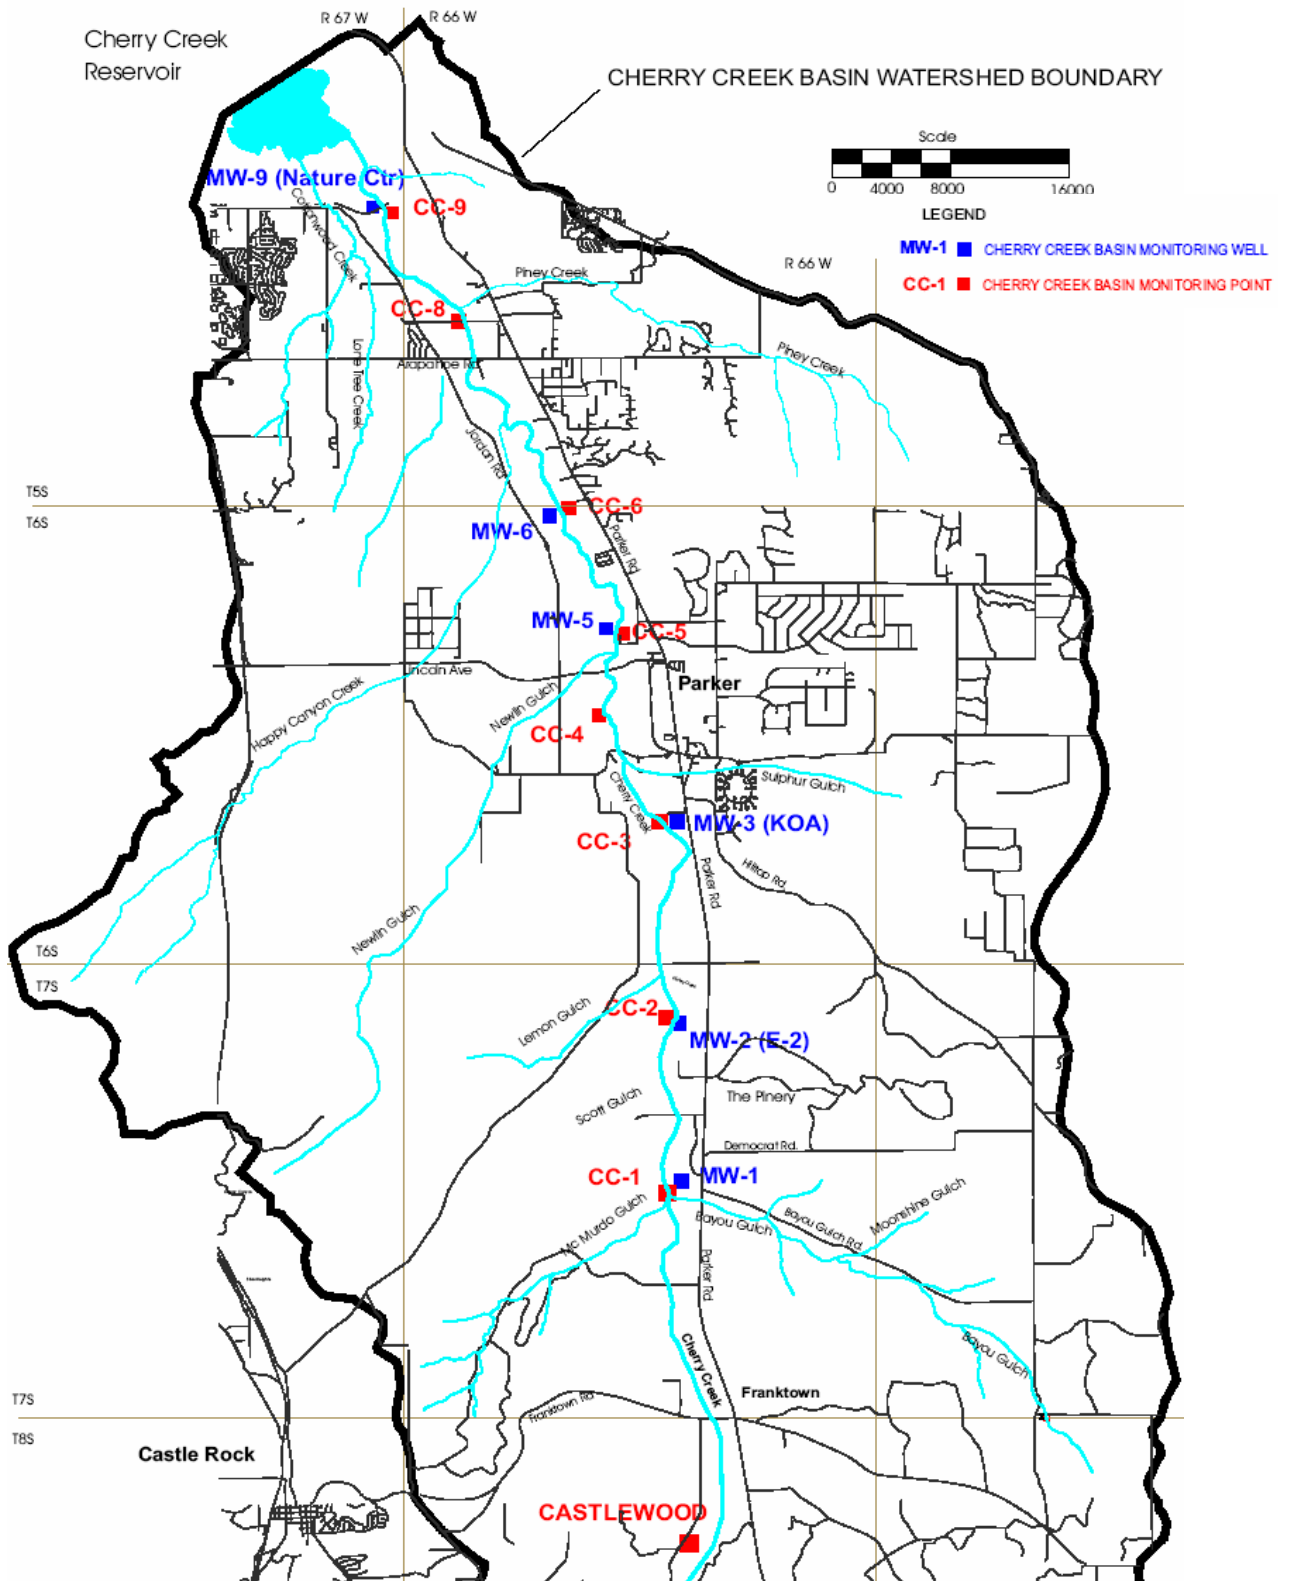 R 67 W
R 66 W
Cherry Creek
Reservoir
CHERRY CREEK BASIN WATERSHED BOUNDARY
Scale
0 4000 8000 16000
LEGEND
MW-1 CHERRY CREEK BASIN MONITORING WELL
CC-1 CHERRY CREEK BASIN MONITORING POINT
MW-9 (Nature Ctr)
CC-9
Cottonwood Creek
R 66 W
Piney Creek
CC-8
Arapahoe Rd
Lone Tree Creek
Piney Creek
Jordan Rd
T5S
T6S
CC-6
MW-6
Parker Rd
MW-5
CC-5
Lincoln Ave
Parker
Happy Canyon Creek
Newlin Gulch
CC-4
Sulphur Gulch
Cherry Creek
MW-3 (KOA)
CC-3
Parker Rd
Hilltop Rd
Newlin Gulch
T6S
T7S
CC-2
Lemon Gulch
MW-2 (E-2)
Scott Gulch
The Pinery
Democrat Rd.
CC-1
MW-1
Mc Murdo Gulch
Bayou Gulch
Bayou Gulch Rd.
Moonshine Gulch
Parker Rd
Cherry Creek
Bayou Gulch
Franktown
Franktown Rd
T7S
T8S
Castle Rock
CASTLEWOOD